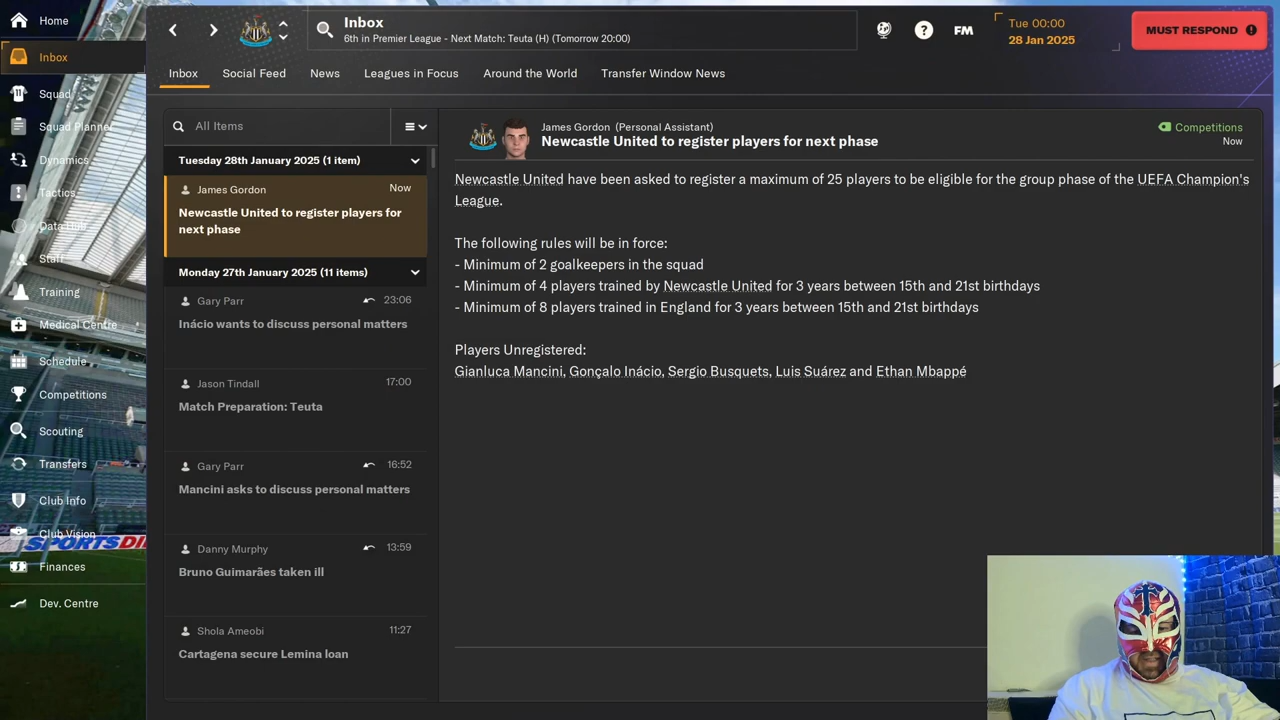 Home
Inbox
Squad
Squad Planner
Dynamics
Tactics
Data Hub
Staff
Training
Medical Centre
Schedule
Competitions
Scouting
Transfers
Club Info
Club Vision
Finances
Dev. Centre
SPORTSDI
Inbox
6th in Premier League - Next Match: Teuta (H) (Tomorrow 20:00)
?
FM
Tue 00:00
28 Jan 2025
MUST RESPOND
Inbox Social Feed News Leagues in Focus Around the World Transfer Window News
All Items
Tuesday 28th January 2025 (1 item)
James Gordon Now
Newcastle United to register players for
next phase
Monday 27th January 2025 (11 items)
Gary Parr 23:06
Inácio wants to discuss personal matters
Jason Tindall 17:00
Match Preparation: Teuta
Gary Parr 16:52
Mancini asks to discuss personal matters
Danny Murphy 13:59
Bruno Guimarães taken ill
Shola Ameobi 11:27
Cartagena secure Lemina loan
James Gordon (Personal Assistant) Competitions
Newcastle United to register players for next phase Now
Newcastle United have been asked to register a maximum of 25 players to be eligible for the group phase of the UEFA Champion's
League.
The following rules will be in force:
- Minimum of 2 goalkeepers in the squad
- Minimum of 4 players trained by Newcastle United for 3 years between 15th and 21st birthdays
- Minimum of 8 players trained in England for 3 years between 15th and 21st birthdays
Players Unregistered:
Gianluca Mancini, Gonçalo Inácio, Sergio Busquets, Luis Suárez and Ethan Mbappé